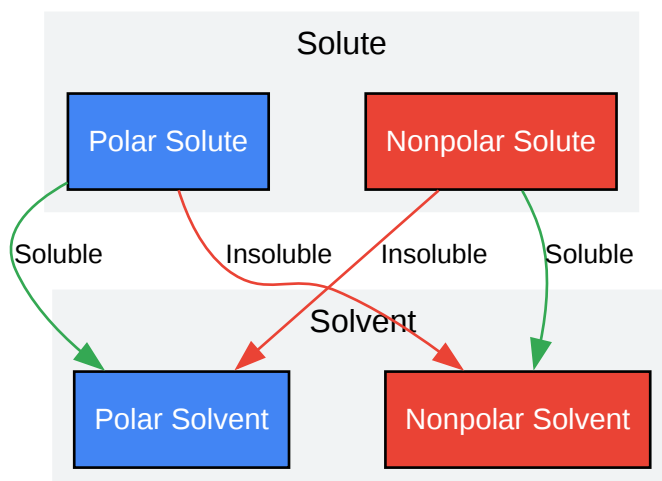 Solute
Polar Solute
Nonpolar Solute
Soluble
Insoluble
Insoluble
Soluble
Solvent
Polar Solvent
Nonpolar Solvent